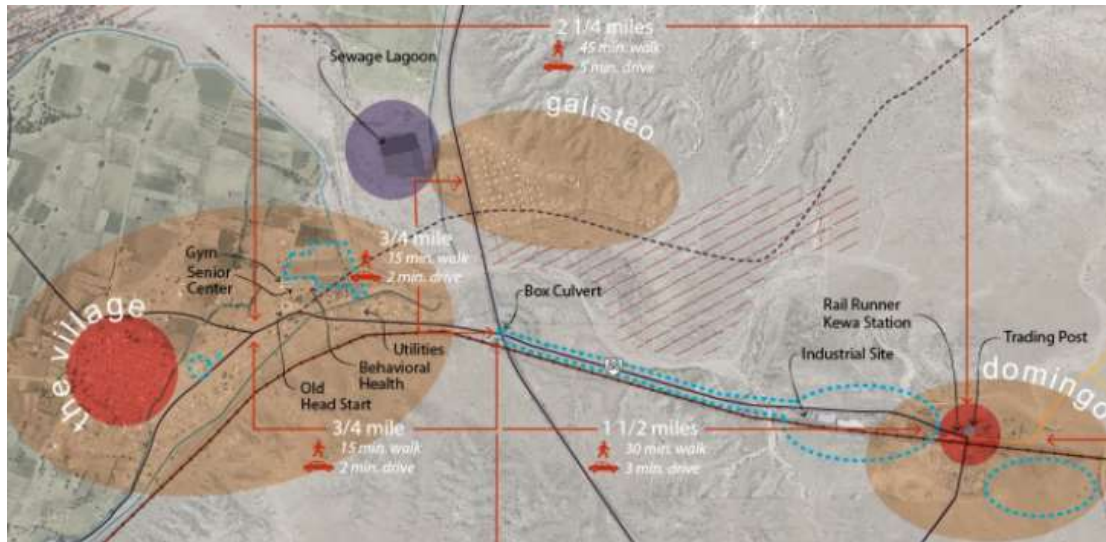 2 1/4 miles
45 min. walk
5 min. drive
Sewage Lagoon
galisteo
3/4 mile
15 min. walk
2 min. drive
Gym
Senior
Center
Box Culvert
Rail Runner
Kewa Station
Trading Post
the village
Utilities
Industrial Site
Behavioral
Health
domingo
Old
Head Start
3/4 mile
15 min. walk
2 min. drive
1 1/2 miles
30 min. walk
3 min. drive